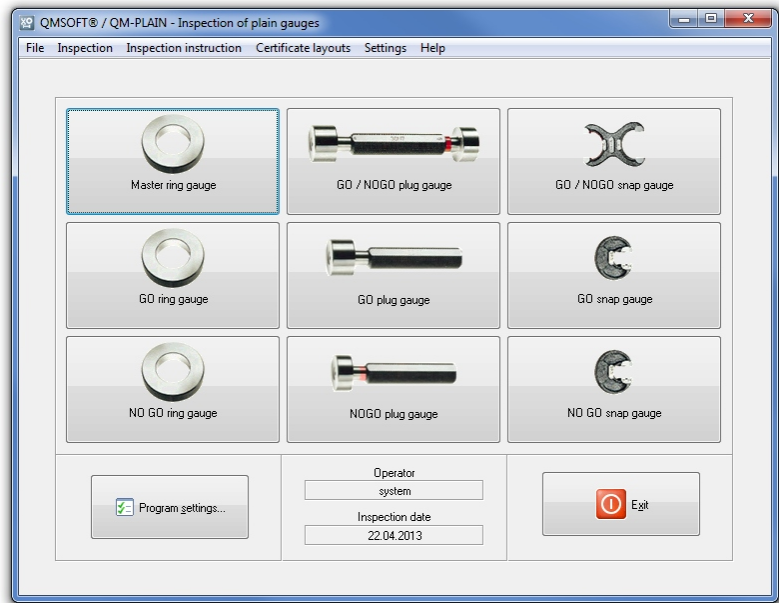 QMSOFT® / QM-PLAIN - Inspection of plain gauges
File Inspection Inspection instruction Certificate layouts Settings Help
Master ring gauge
GO / NOGO plug gauge
GO / NOGO snap gauge
GO ring gauge
GO plug gauge
GO snap gauge
NO GO ring gauge
NOGO plug gauge
NO GO snap gauge
Program settings...
Operator
system
Inspection date
22.04.2013
Exit